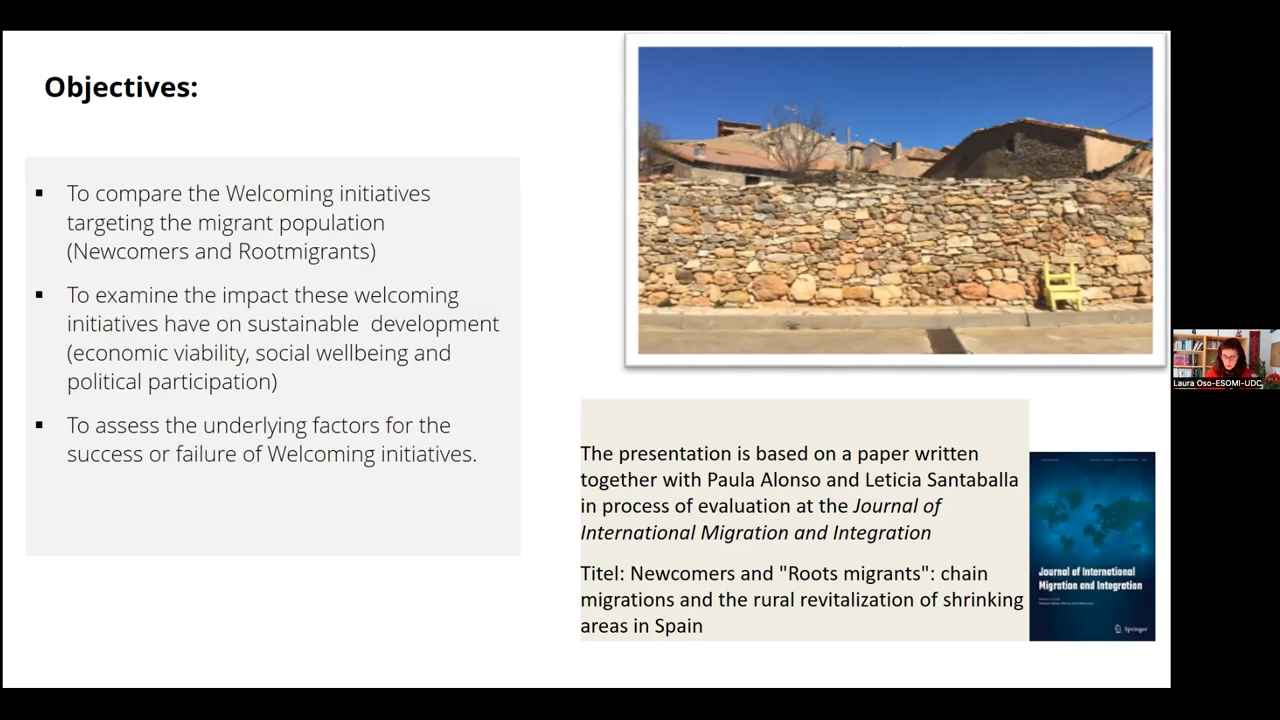 Objectives:
▪ To compare the Welcoming initiatives
targeting the migrant population
(Newcomers and Rootmigrants)
▪ To examine the impact these welcoming
initiatives have on sustainable development
(economic viability, social wellbeing and
political participation)
▪ To assess the underlying factors for the
success or failure of Welcoming initiatives.
The presentation is based on a paper written
together with Paula Alonso and Leticia Santaballa
in process of evaluation at the Journal of
International Migration and Integration
Titel: Newcomers and "Roots migrants": chain
migrations and the rural revitalization of shrinking
areas in Spain
Journal of International
Migration and Integration
Springer
Laura Oso-ESOMI-UDC